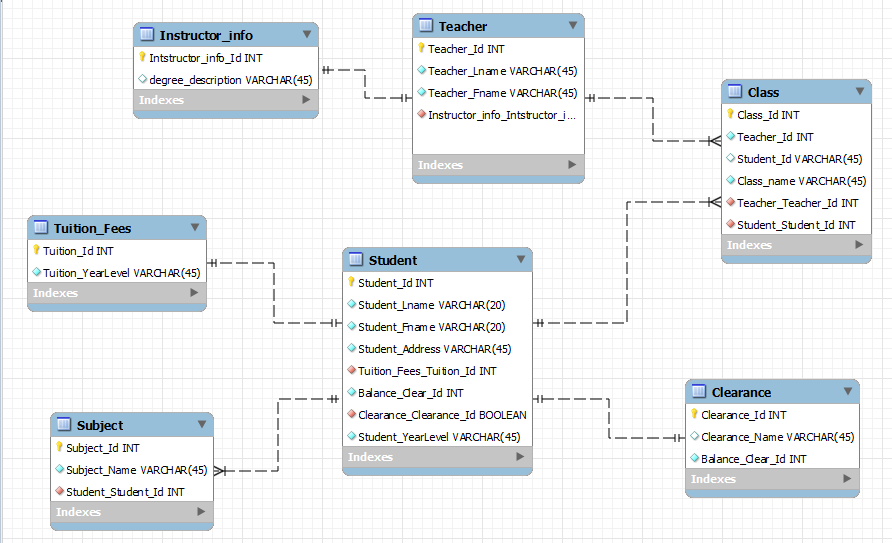 Instructor_info
Intstructor_info_Id INT
degree_description VARCHAR(45)
Indexes
Teacher
Teacher_Id INT
Teacher_Lname VARCHAR(45)
Teacher_Fname VARCHAR(45)
Instructor_info_Intstructor_i...
Indexes
Class
Class_Id INT
Teacher_Id INT
Student_Id VARCHAR(45)
Class_name VARCHAR(45)
Teacher_Teacher_Id INT
Student_Student_Id INT
Indexes
Tuition_Fees
Tuition_Id INT
Tuition_YearLevel VARCHAR(45)
Indexes
Student
Student_Id INT
Student_Lname VARCHAR(20)
Student_Fname VARCHAR(20)
Student_Address VARCHAR(45)
Tuition_Fees_Tuition_Id INT
Balance_Clear_Id INT
Clearance_Clearance_Id BOOLEAN
Student_YearLevel VARCHAR(45)
Indexes
Clearance
Clearance_Id INT
Clearance_Name VARCHAR(45)
Balance_Clear_Id INT
Indexes
Subject
Subject_Id INT
Subject_Name VARCHAR(45)
Student_Student_Id INT
Indexes